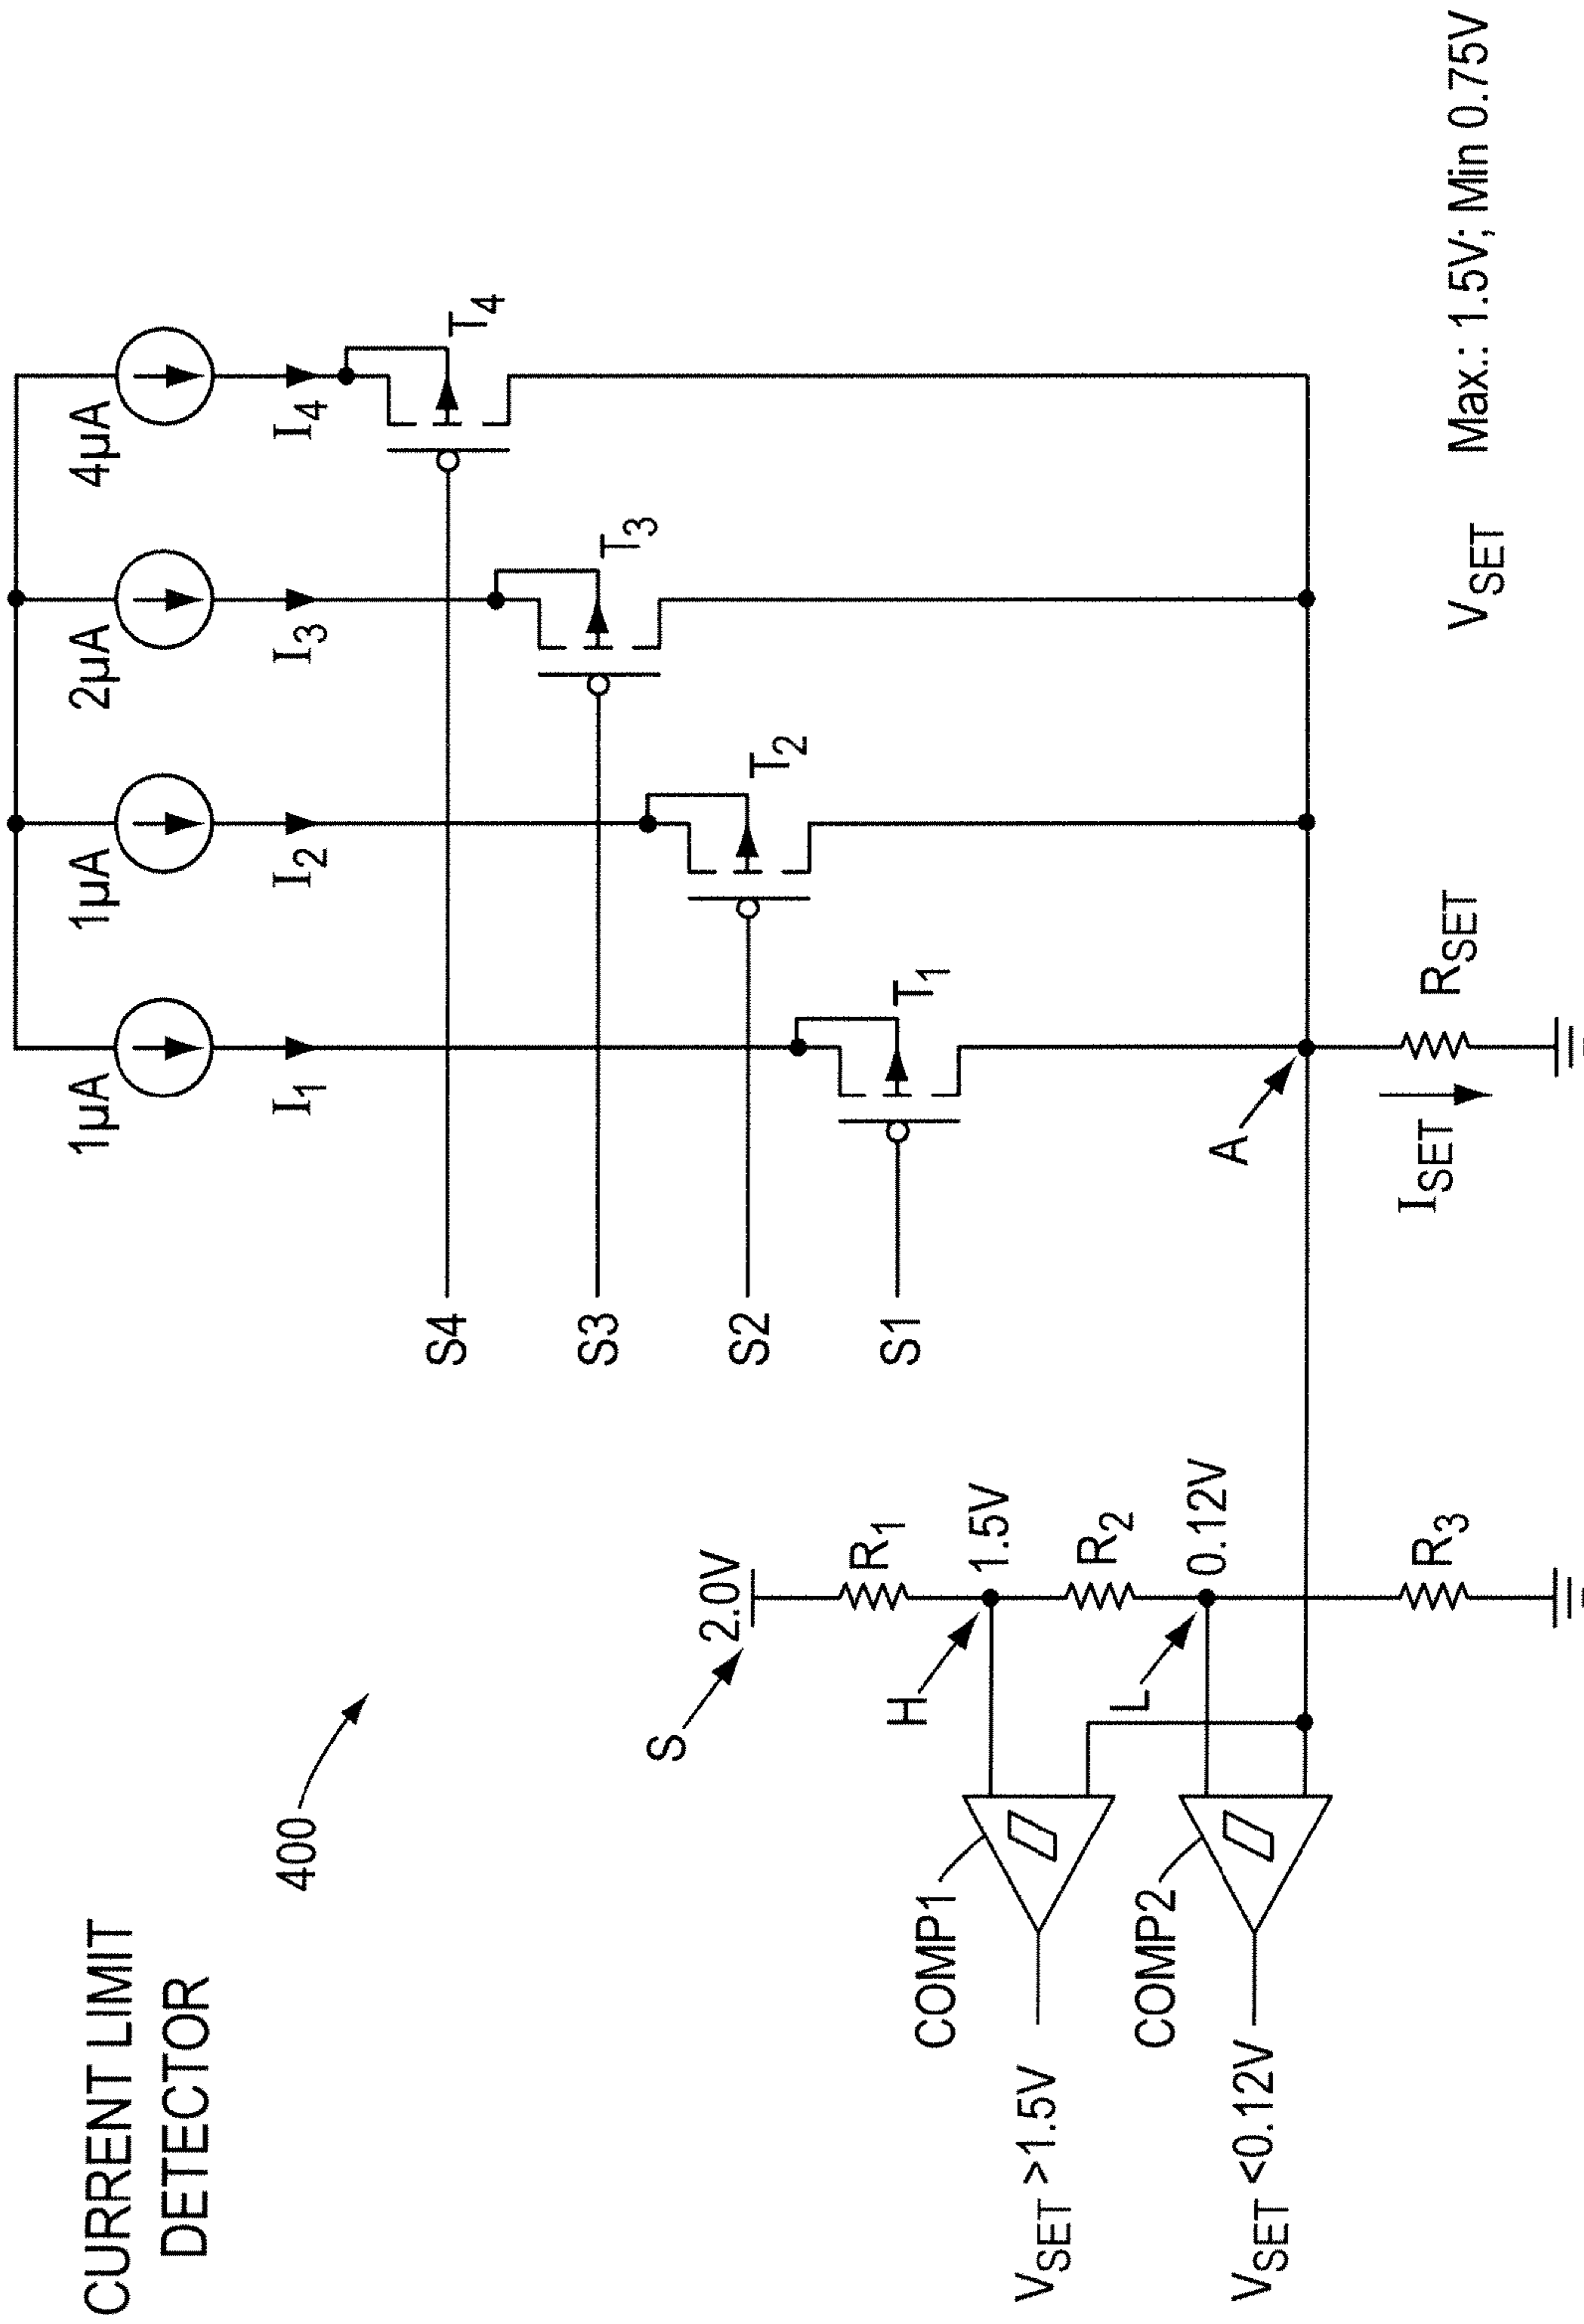 CURRENT LIMIT
DETECTOR
400
1µA
1µA
2µA
4µA
I1
I2
I3
I4
S4
T4
S3
T3
S2
T2
S1
T1
S
2.0V
R1
H
1.5V
COMP1
R2
L
0.12V
COMP2
VSET >1.5V
VSET <0.12V
R3
A
ISET
RSET
VSET Max.: 1.5V; Min 0.75V